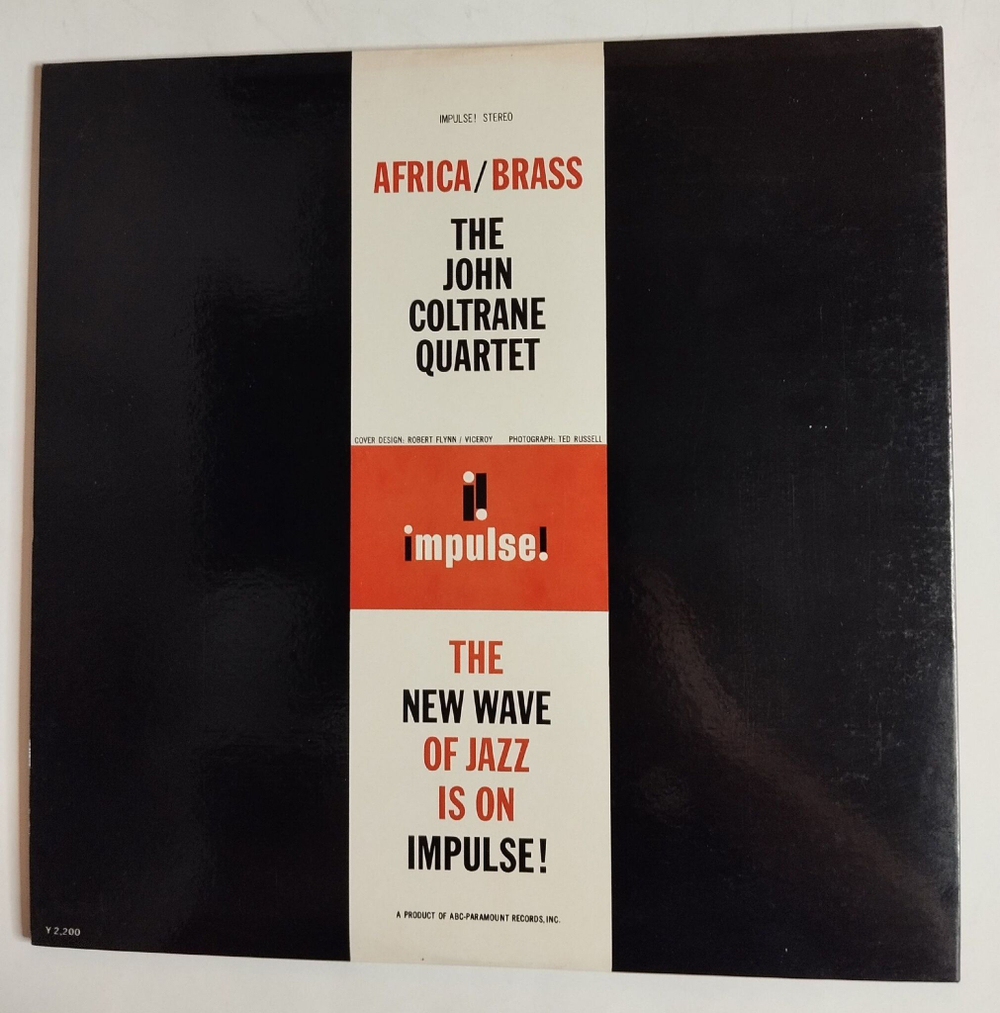 IMPULSE! STEREO
AFRICA/BRASS
THE
JOHN
COLTRANE
QUARTET
COVER DESIGN: ROBERT FLYNN / VICEROY PHOTOGRAPH: TED RUSSELL
i!
impulse!
THE
NEW WAVE
OF JAZZ
IS ON
IMPULSE!
A PRODUCT OF ABC-PARAMOUNT RECORDS, INC.
¥2,200